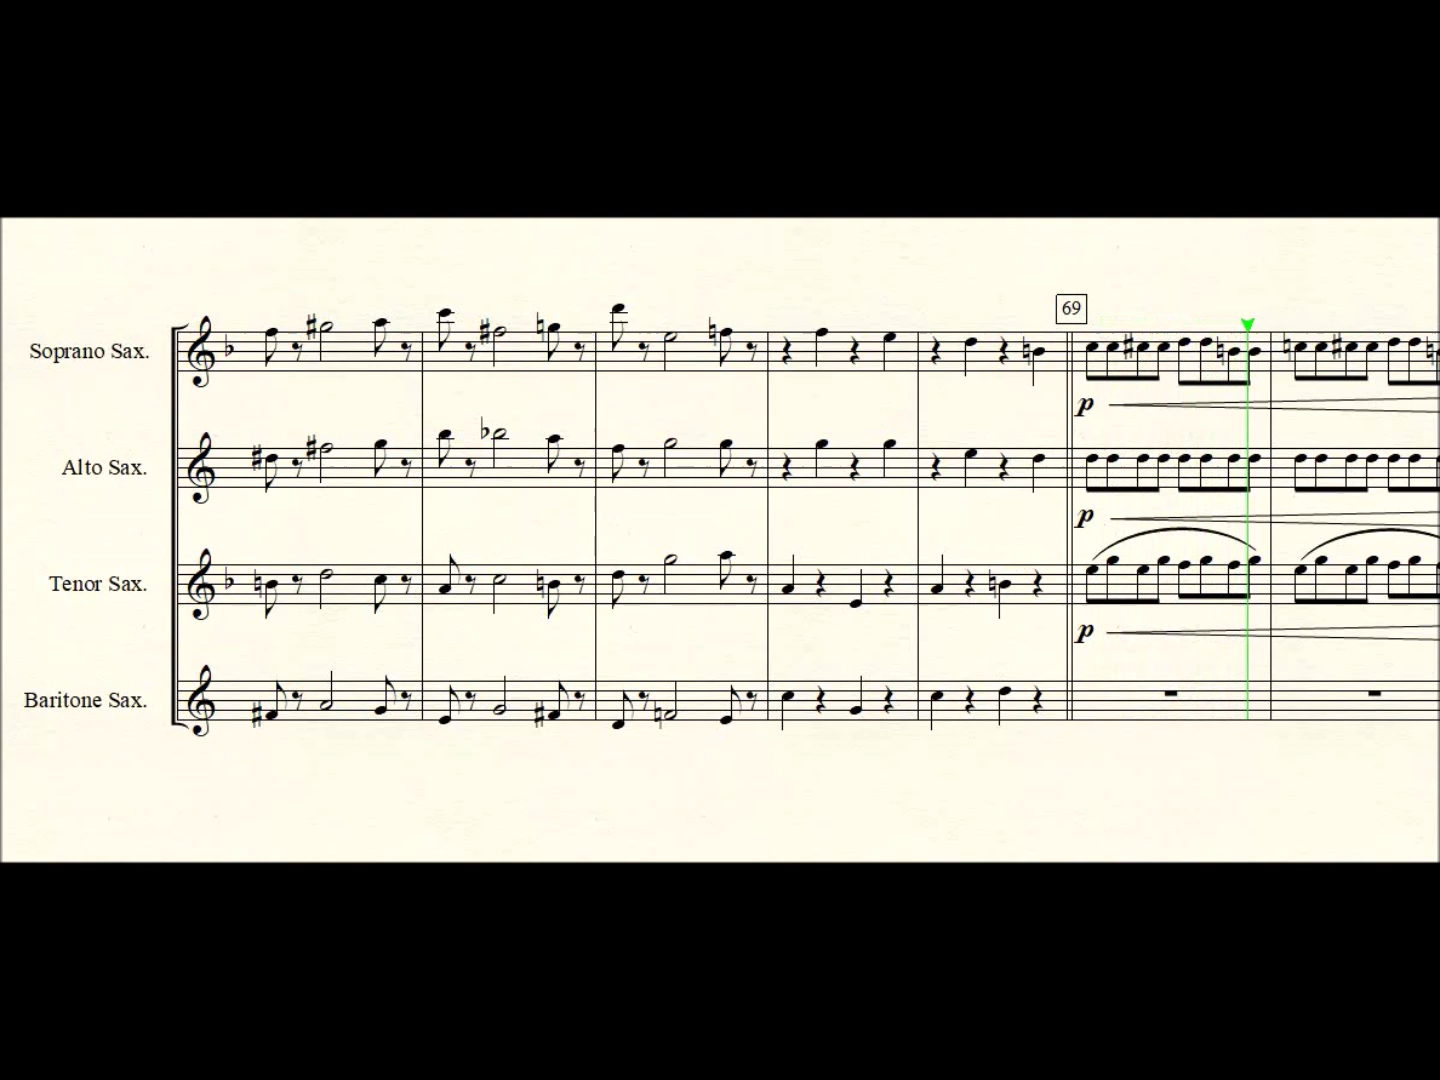 69
Soprano Sax.
p
Alto Sax.
p
Tenor Sax.
p
Baritone Sax.